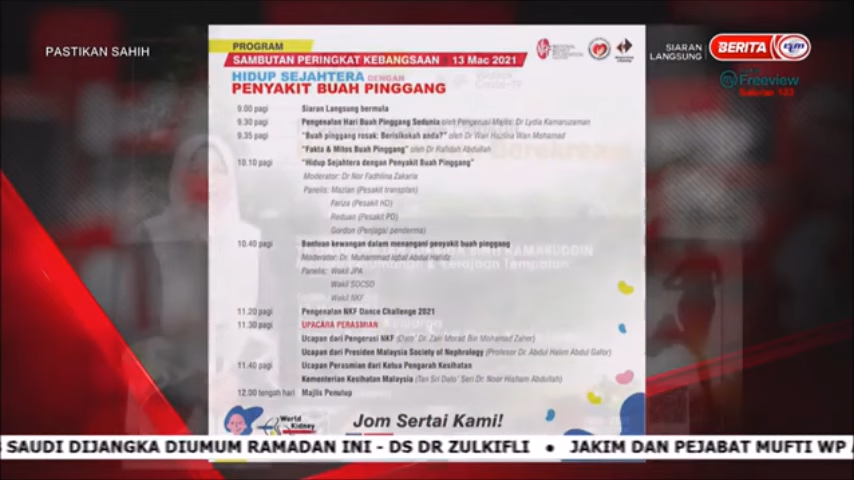 PASTIKAN SAHIH
SIARAN LANGSUNG
BERITA rtm
myFreeview
Saluran 123
PROGRAM
SAMBUTAN PERINGKAT KEBANGSAAN | 13 Mac 2021
HIDUP SEJAHTERA DENGAN
PENYAKIT BUAH PINGGANG
9.00 pagi Siaran Langsung bermula
9.30 pagi Pengenalan Hari Buah Pinggang Sedunia oleh Pengerusi Majlis: Dr Lydia Kamaruzaman
9.35 pagi "Buah pinggang rosak: Berisikokah anda?" oleh Dr Wan Hazlina Wan Mohamad
"Fakta & Mitos Buah Pinggang" oleh Dr Rafidah Abdullah
10.10 pagi "Hidup Sejahtera dengan Penyakit Buah Pinggang"
Moderator: Dr Nor Fadhlina Zakaria
Panelis: Mazlan (Pesakit transplan)
Fariza (Pesakit HD)
Reduan (Pesakit PD)
Gordon (Penjaga/ penderma)
10.40 pagi Bantuan kewangan dalam menangani penyakit buah pinggang
Moderator: Dr. Muhammad Iqbal Abdul Hafidz
Panelis: Wakil JPA
Wakil SOCSO
Wakil NKF
11.20 pagi Pengenalan NKF Dance Challenge 2021
11.30 pagi UPACARA PERASMIAN
Ucapan dari Pengerusi NKF (Dato' Dr. Zaki Morad Bin Mohamad Zaher)
Ucapan dari Presiden Malaysia Society of Nephrology (Profesor Dr. Abdul Halim Abdul Gafor)
11.40 pagi Ucapan Perasmian dari Ketua Pengarah Kesihatan
Kementerian Kesihatan Malaysia (Tan Sri Dato' Seri Dr. Noor Hisham Abdullah)
12.00 tengah hari Majlis Penutup
World
Kidney
Jom Sertai Kami!
SAUDI DIJANGKA DIUMUM RAMADAN INI - DS DR ZULKIFLI ● JAKIM DAN PEJABAT MUFTI WP